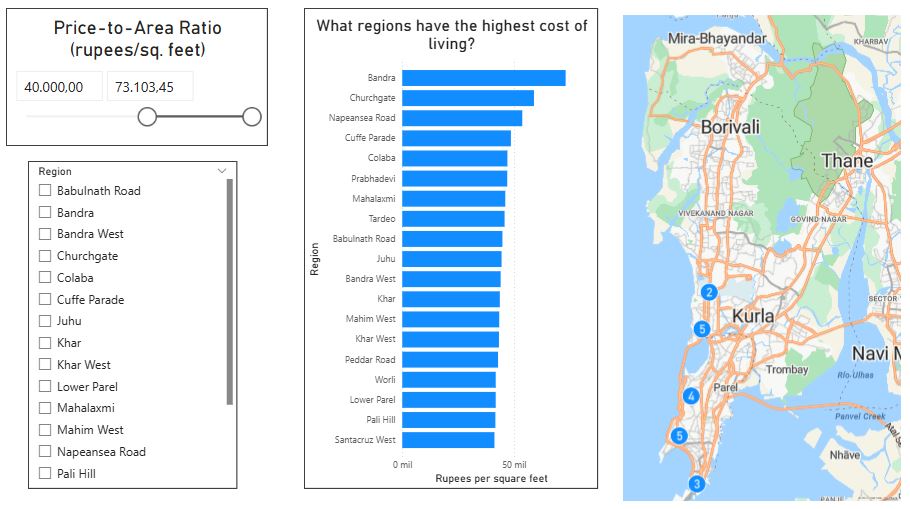 Price-to-Area Ratio
(rupees/sq. feet)
40.000,00
73.103,45
Region
Babulnath Road
Bandra
Bandra West
Churchgate
Colaba
Cuffe Parade
Juhu
Khar
Khar West
Lower Parel
Mahalaxmi
Mahim West
Napeansea Road
Pali Hill
What regions have the highest cost of
living?
Region
Bandra
Churchgate
Napeansea Road
Cuffe Parade
Colaba
Prabhadevi
Mahalaxmi
Tardeo
Babulnath Road
Juhu
Bandra West
Khar
Mahim West
Khar West
Peddar Road
Worli
Lower Parel
Pali Hill
Santacruz West
0 mil
50 mil
Rupees per square feet
Mira-Bhayandar
KHARBAV
Borivali
Thane
VIVEKANAND NAGAR
GOVIND NAGAR
2
SECTOR
Kurla
5
Navi M
Trombay
Rio Ulhas
Parel
4
Panvel Creek
5
Nhāve
3